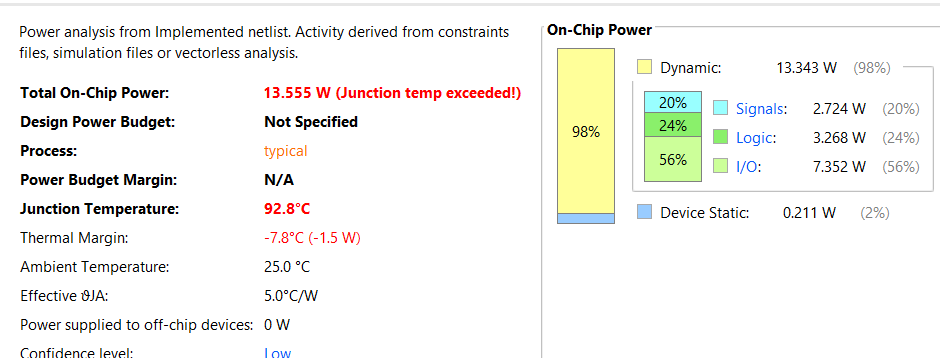 Power analysis from Implemented netlist. Activity derived from constraints
files, simulation files or vectorless analysis.
Total On-Chip Power: 13.555 W (Junction temp exceeded!)
Design Power Budget: Not Specified
Process: typical
Power Budget Margin: N/A
Junction Temperature: 92.8°C
Thermal Margin: -7.8°C (-1.5 W)
Ambient Temperature: 25.0 °C
Effective ϑJA: 5.0°C/W
Power supplied to off-chip devices: 0 W
Confidence level: Low
On-Chip Power
98%
Dynamic: 13.343 W (98%)
20%
24%
56%
Signals: 2.724 W (20%)
Logic: 3.268 W (24%)
I/O: 7.352 W (56%)
Device Static: 0.211 W (2%)